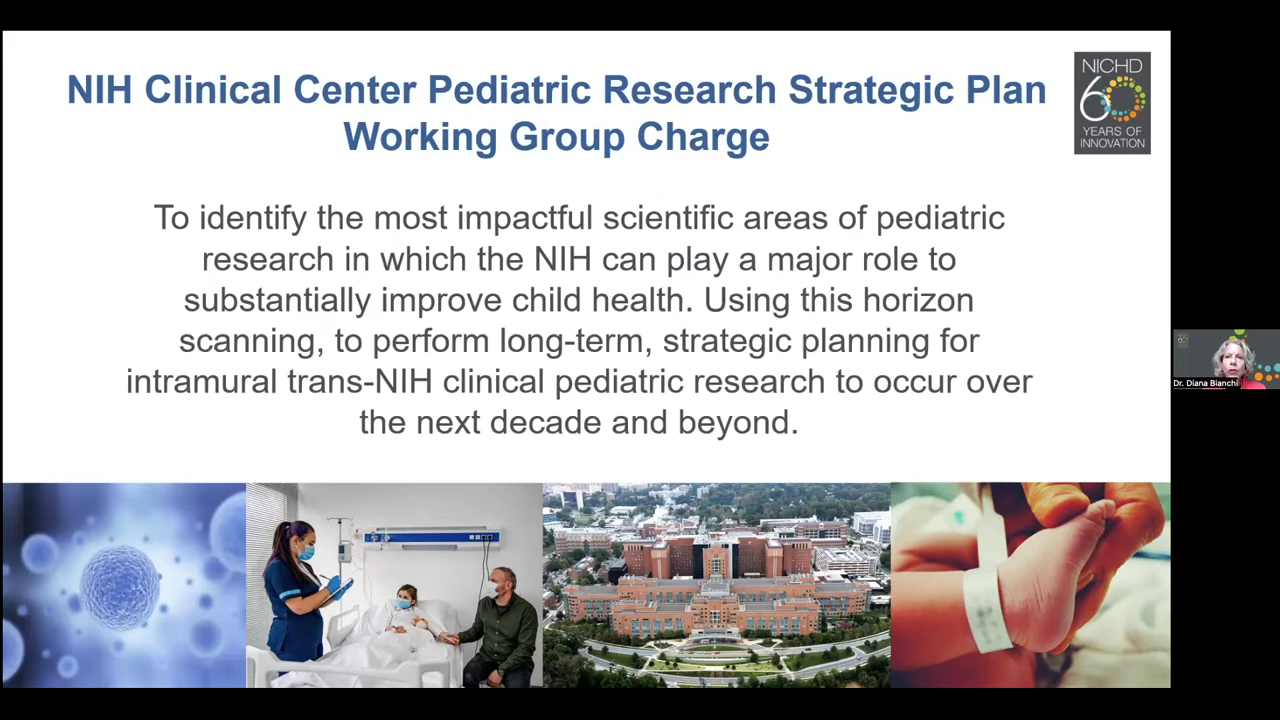 NIH Clinical Center Pediatric Research Strategic Plan
Working Group Charge
NICHD
60
YEARS OF
INNOVATION
To identify the most impactful scientific areas of pediatric
research in which the NIH can play a major role to
substantially improve child health. Using this horizon
scanning, to perform long-term, strategic planning for
intramural trans-NIH clinical pediatric research to occur over
the next decade and beyond.
Dr. Diana Bianchi